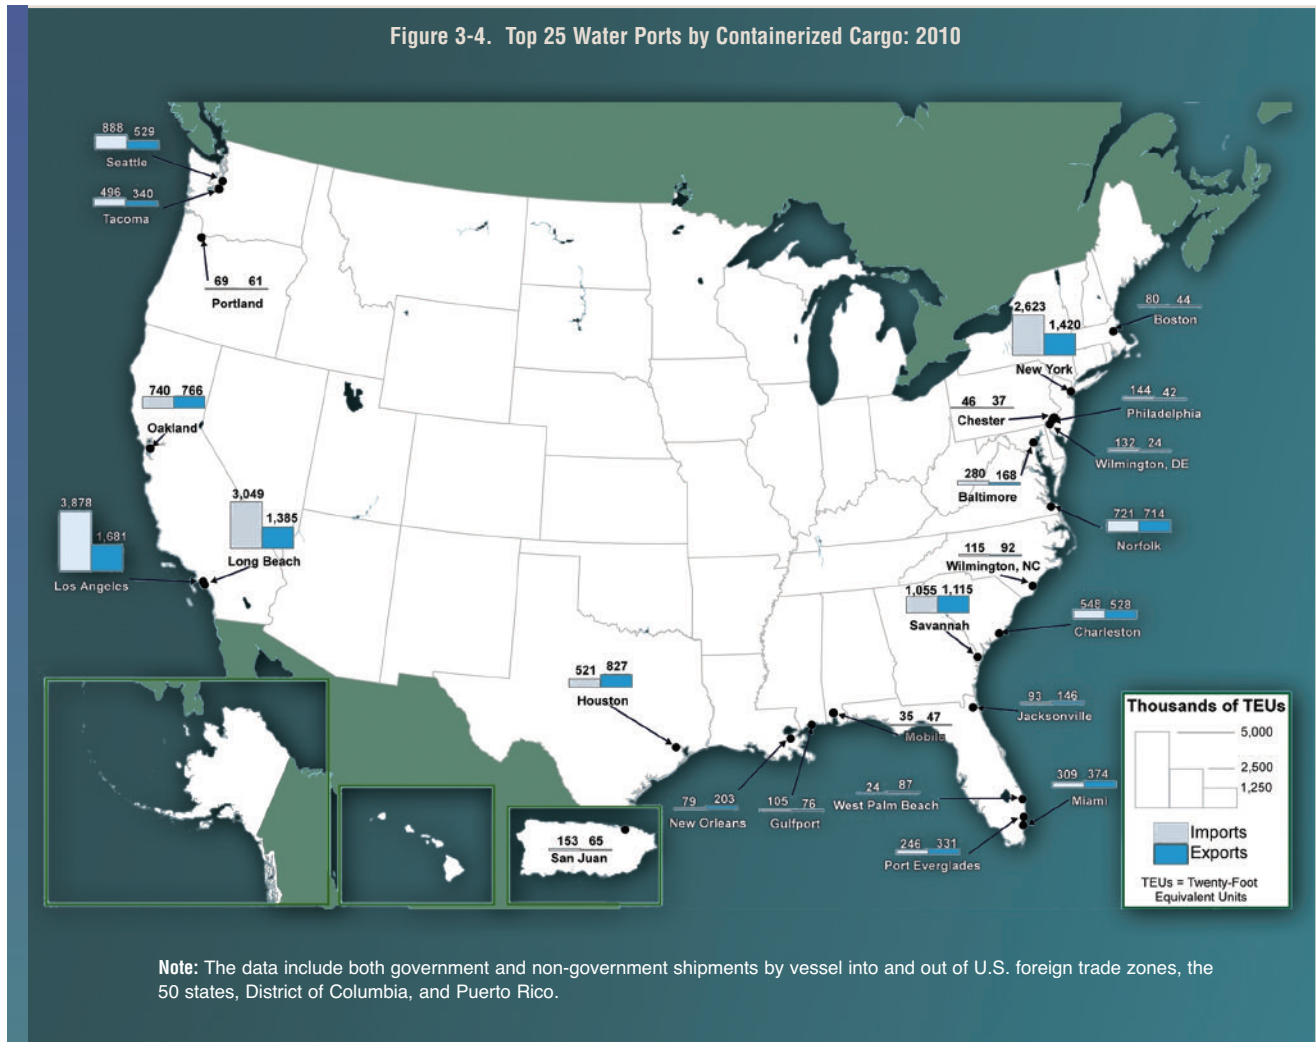 Figure 3-4. Top 25 Water Ports by Containerized Cargo: 2010
888 529
Seattle
496 340
Tacoma
69 61
Portland
2,623 1,420
New York
80 44
Boston
740 766
Oakland
46 37
Chester
144 42
Philadelphia
132 24
Wilmington, DE
280 168
Baltimore
3,878 1,681
Los Angeles
3,049 1,385
Long Beach
721 714
Norfolk
115 92
Wilmington, NC
1,055 1,115
Savannah
548 528
Charleston
521 827
Houston
93 146
Jacksonville
35 47
Mobile
79 203
New Orleans
105 76
Gulfport
24 87
West Palm Beach
309 374
Miami
246 331
Port Everglades
153 65
San Juan
Thousands of TEUs
5,000
2,500
1,250
Imports
Exports
TEUs = Twenty-Foot
Equivalent Units
Note: The data include both government and non-government shipments by vessel into and out of U.S. foreign trade zones, the
50 states, District of Columbia, and Puerto Rico.